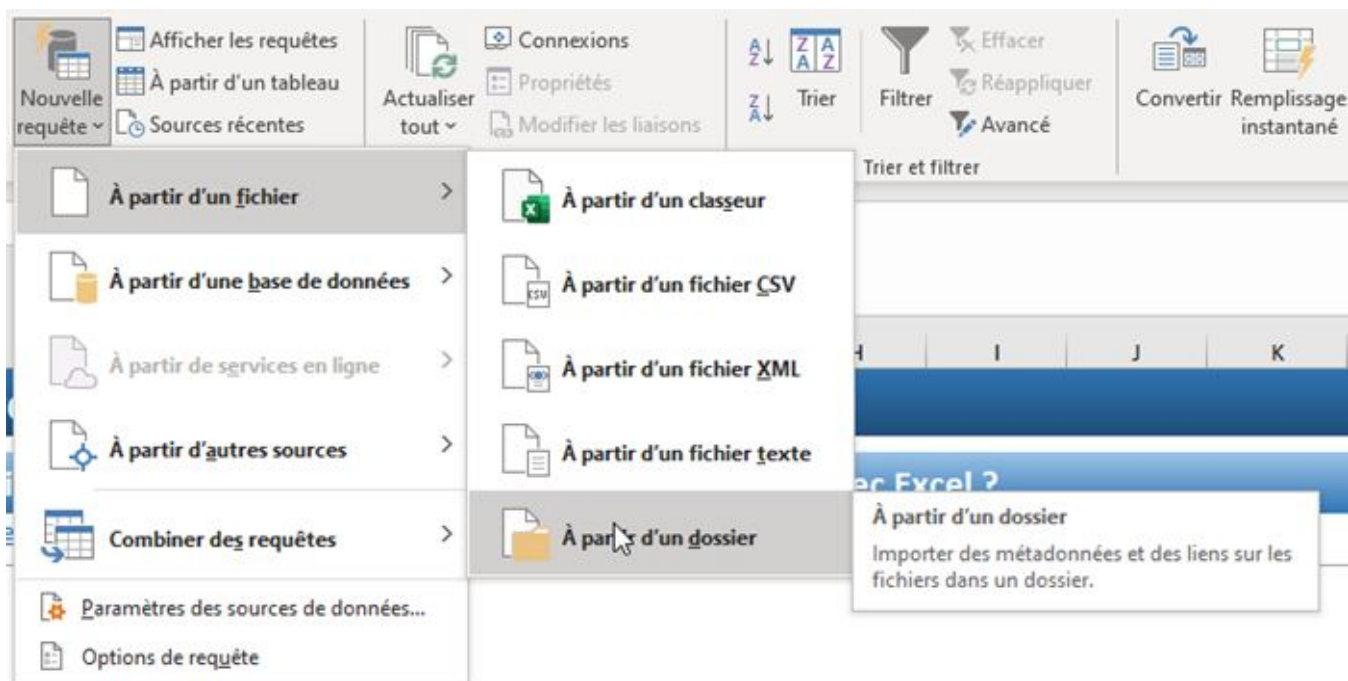 Afficher les requêtes
À partir d'un tableau
Sources récentes
Nouvelle
requête
Actualiser
tout
Connexions
Propriétés
Modifier les liaisons
Trier
Filtrer
Effacer
Réappliquer
Avancé
Trier et filtrer
Convertir
Remplissage
instantané
À partir d'un fichier
À partir d'une base de données
À partir de services en ligne
À partir d'autres sources
Combiner des requêtes
Paramètres des sources de données...
Options de requête
À partir d'un classeur
À partir d'un fichier CSV
À partir d'un fichier XML
À partir d'un fichier texte
À partir d'un dossier
I J K
ec Excel ?
À partir d'un dossier
Importer des métadonnées et des liens sur les
fichiers dans un dossier.